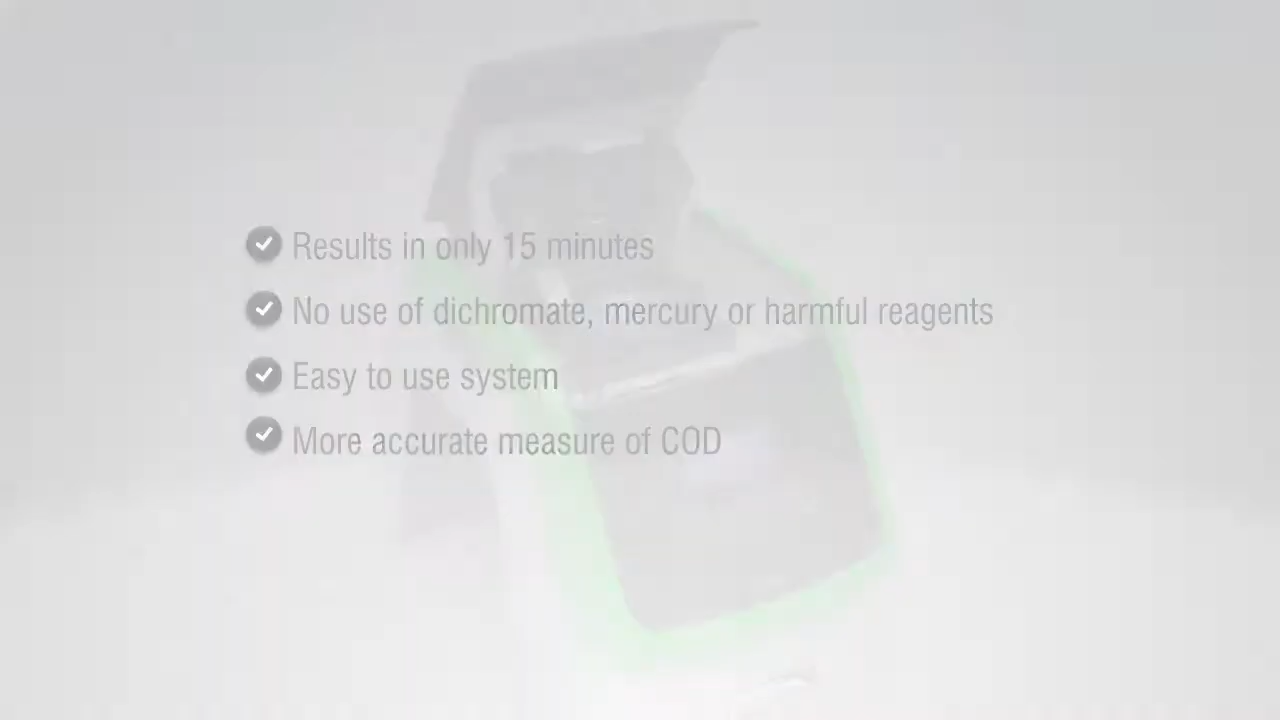 Results in only 15 minutes
No use of dichromate, mercury or harmful reagents
Easy to use system
More accurate measure of COD